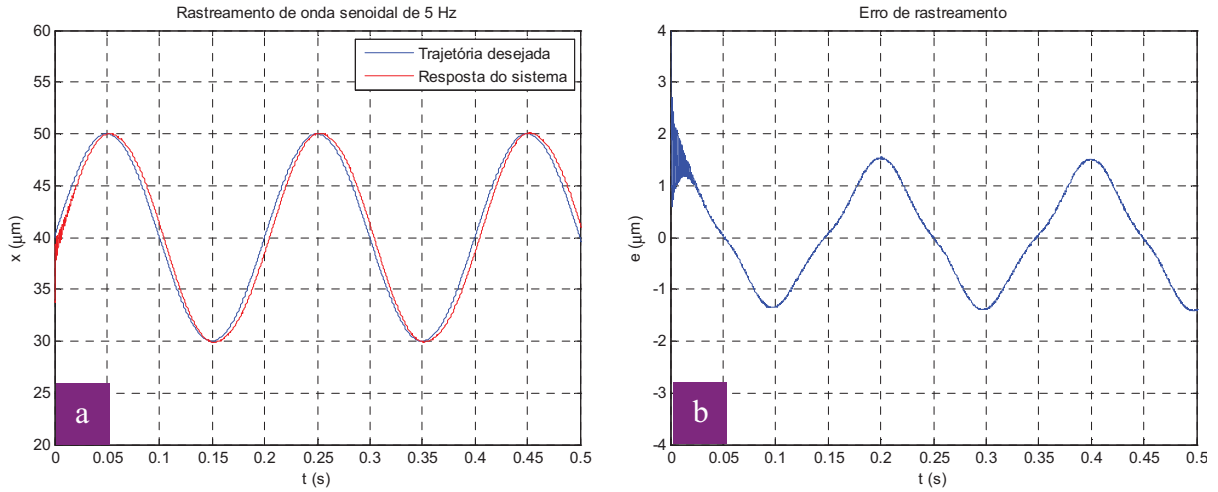 Rastreamento de onda senoidal de 5 Hz
60
55
50
45
40
35
30
25
20
x (μm)
Trajetória desejada
Resposta do sistema
a
0 0.05 0.1 0.15 0.2 0.25 0.3 0.35 0.4 0.45 0.5
t (s)
Erro de rastreamento
4
3
2
1
0
-1
-2
-3
-4
e (μm)
b
0 0.05 0.1 0.15 0.2 0.25 0.3 0.35 0.4 0.45 0.5
t (s)